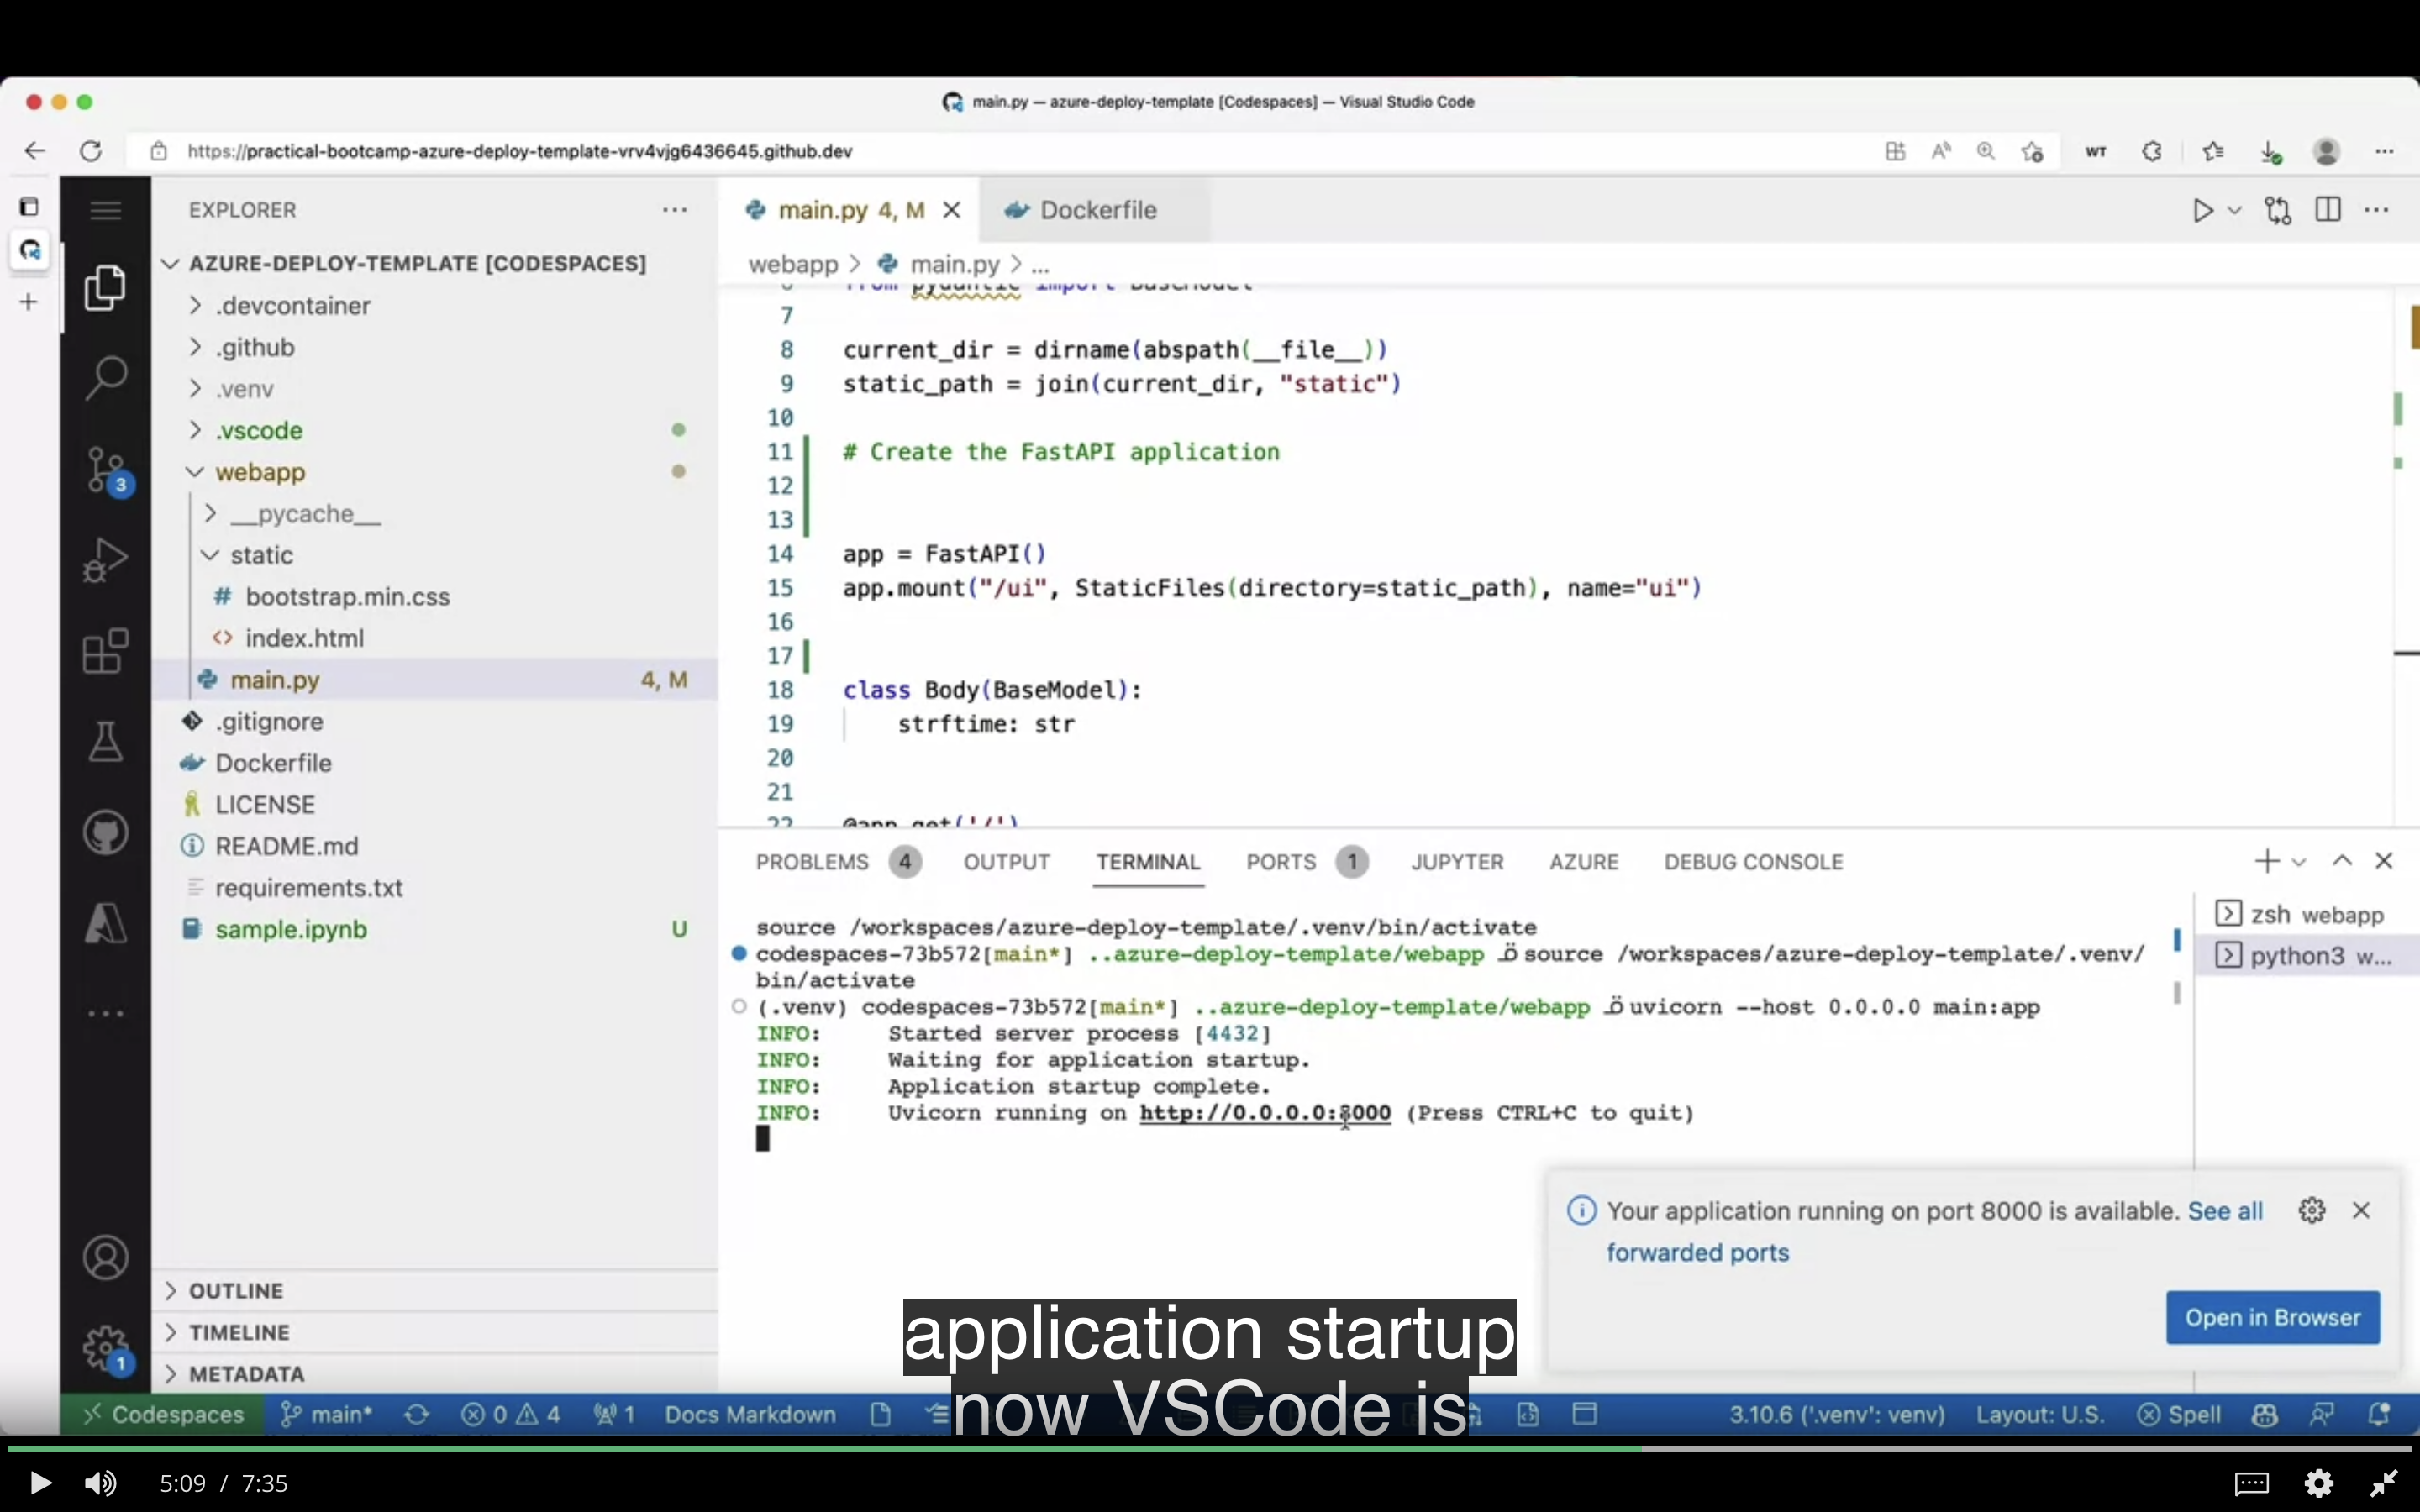 main.py — azure-deploy-template [Codespaces] — Visual Studio Code
https://practical-bootcamp-azure-deploy-template-vrv4vjg6436645.github.dev
WT
EXPLORER
AZURE-DEPLOY-TEMPLATE [CODESPACES]
.devcontainer
.github
.venv
.vscode
webapp
__pycache__
static
# bootstrap.min.css
<> index.html
main.py 4, M
.gitignore
Dockerfile
LICENSE
README.md
requirements.txt
sample.ipynb U
OUTLINE
TIMELINE
METADATA
3
1
main.py 4, M
Dockerfile
webapp > main.py > ...
6 from pydantic import BaseModel
7
8 current_dir = dirname(abspath(__file__))
9 static_path = join(current_dir, "static")
10
11 # Create the FastAPI application
12
13
14 app = FastAPI()
15 app.mount("/ui", StaticFiles(directory=static_path), name="ui")
16
17
18 class Body(BaseModel):
19 strftime: str
20
21
22 @app.get('/')
PROBLEMS 4 OUTPUT TERMINAL PORTS 1 JUPYTER AZURE DEBUG CONSOLE
source /workspaces/azure-deploy-template/.venv/bin/activate
codespaces-73b572[main*] ..azure-deploy-template/webapp source /workspaces/azure-deploy-template/.venv/
bin/activate
(.venv) codespaces-73b572[main*] ..azure-deploy-template/webapp uvicorn --host 0.0.0.0 main:app
INFO: Started server process [4432]
INFO: Waiting for application startup.
INFO: Application startup complete.
INFO: Uvicorn running on http://0.0.0.0:8000 (Press CTRL+C to quit)
zsh webapp
python3 w...
Your application running on port 8000 is available. See all
forwarded ports
Open in Browser
application startup
now VSCode is
Codespaces main* 0 4 1 Docs Markdown 3.10.6 ('.venv': venv) Layout: U.S. Spell
5:09 / 7:35